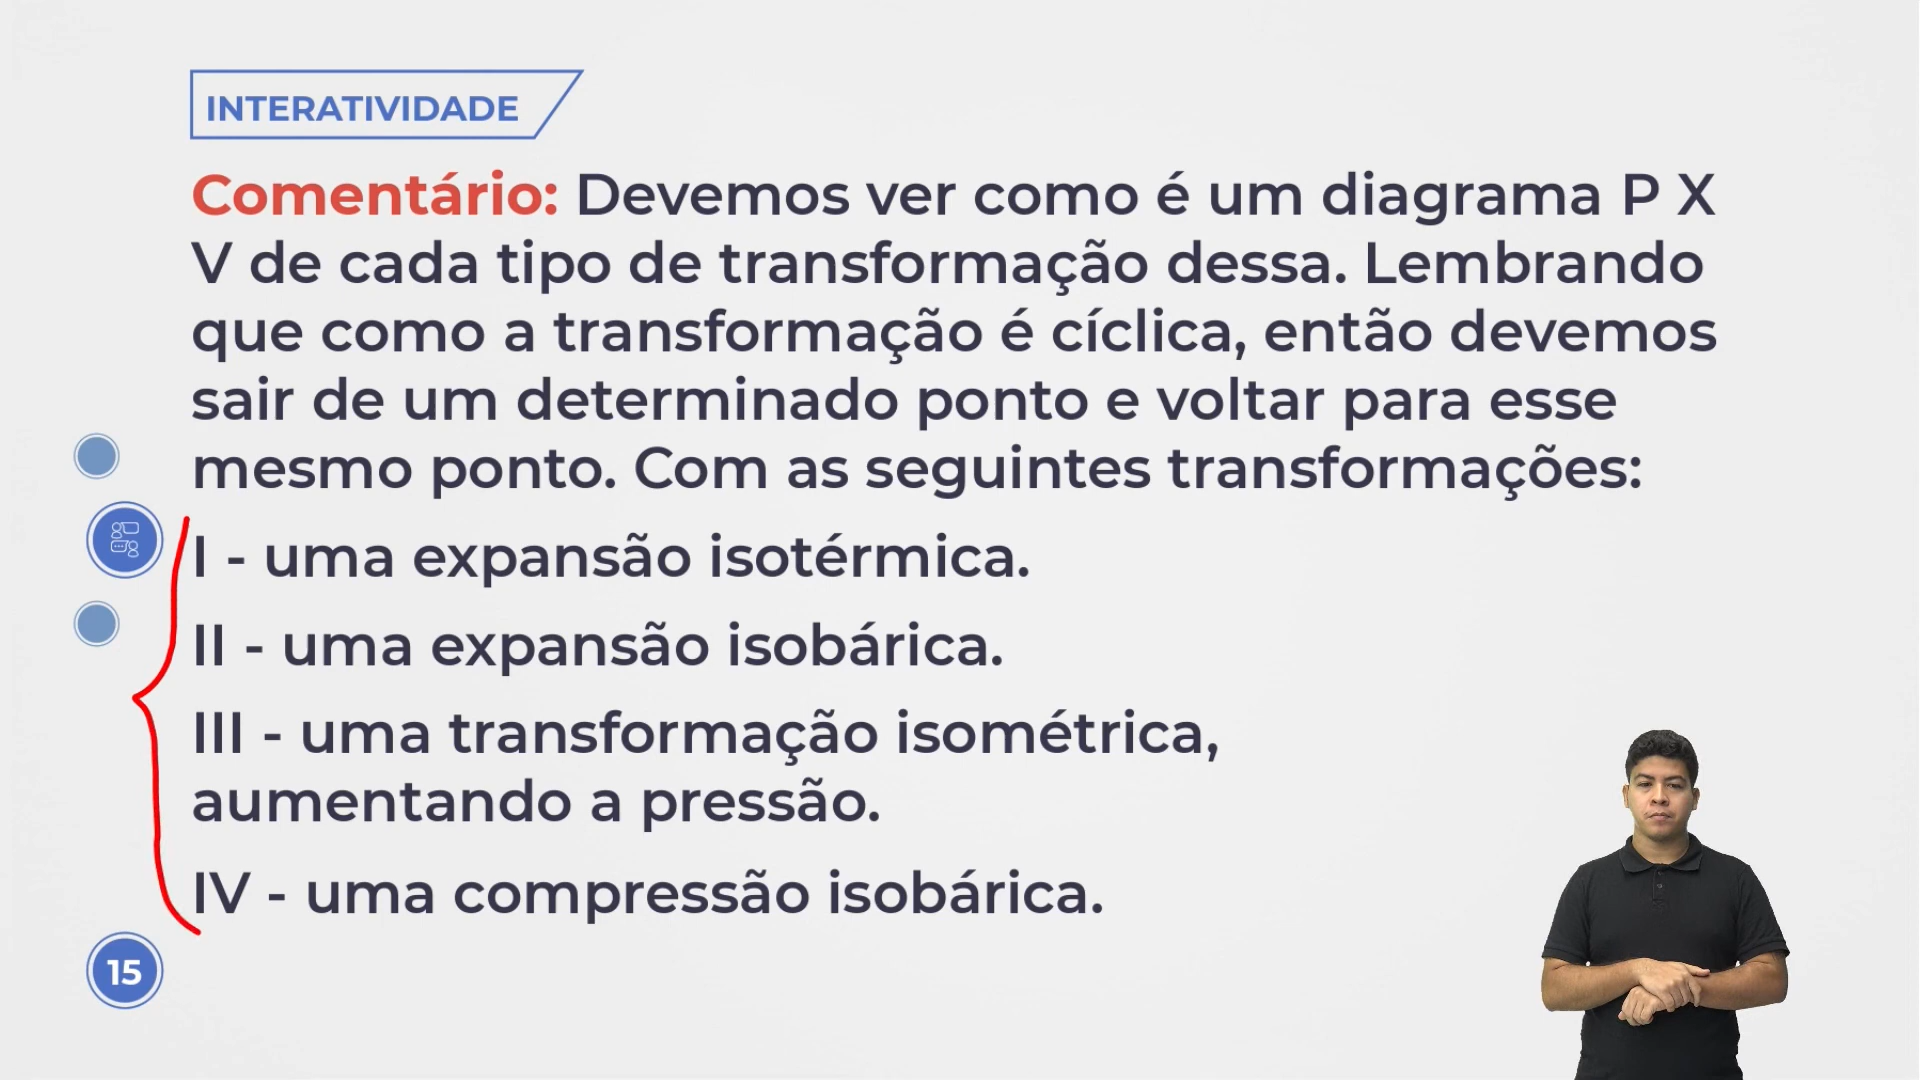 INTERATIVIDADE
Comentário: Devemos ver como é um diagrama P X
V de cada tipo de transformação dessa. Lembrando
que como a transformação é cíclica, então devemos
sair de um determinado ponto e voltar para esse
mesmo ponto. Com as seguintes transformações:
I - uma expansão isotérmica.
II - uma expansão isobárica.
III - uma transformação isométrica,
aumentando a pressão.
IV - uma compressão isobárica.
15